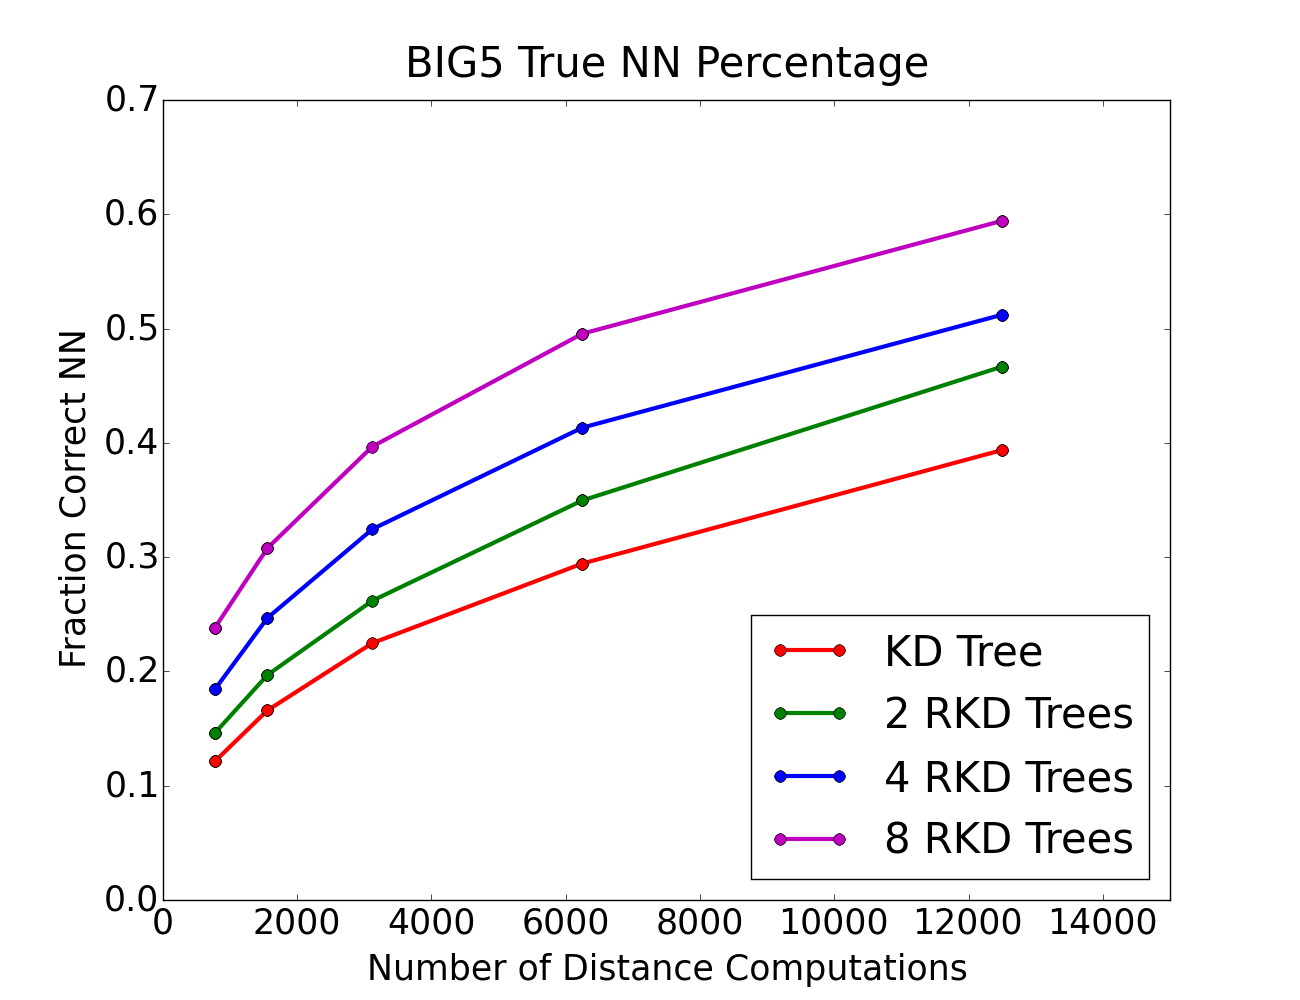 BIG5 True NN Percentage
0.7
0.6
0.5
0.4
0.3
0.2
0.1
0.0
Fraction Correct NN
KD Tree
2 RKD Trees
4 RKD Trees
8 RKD Trees
0 2000 4000 6000 8000 10000 12000 14000
Number of Distance Computations